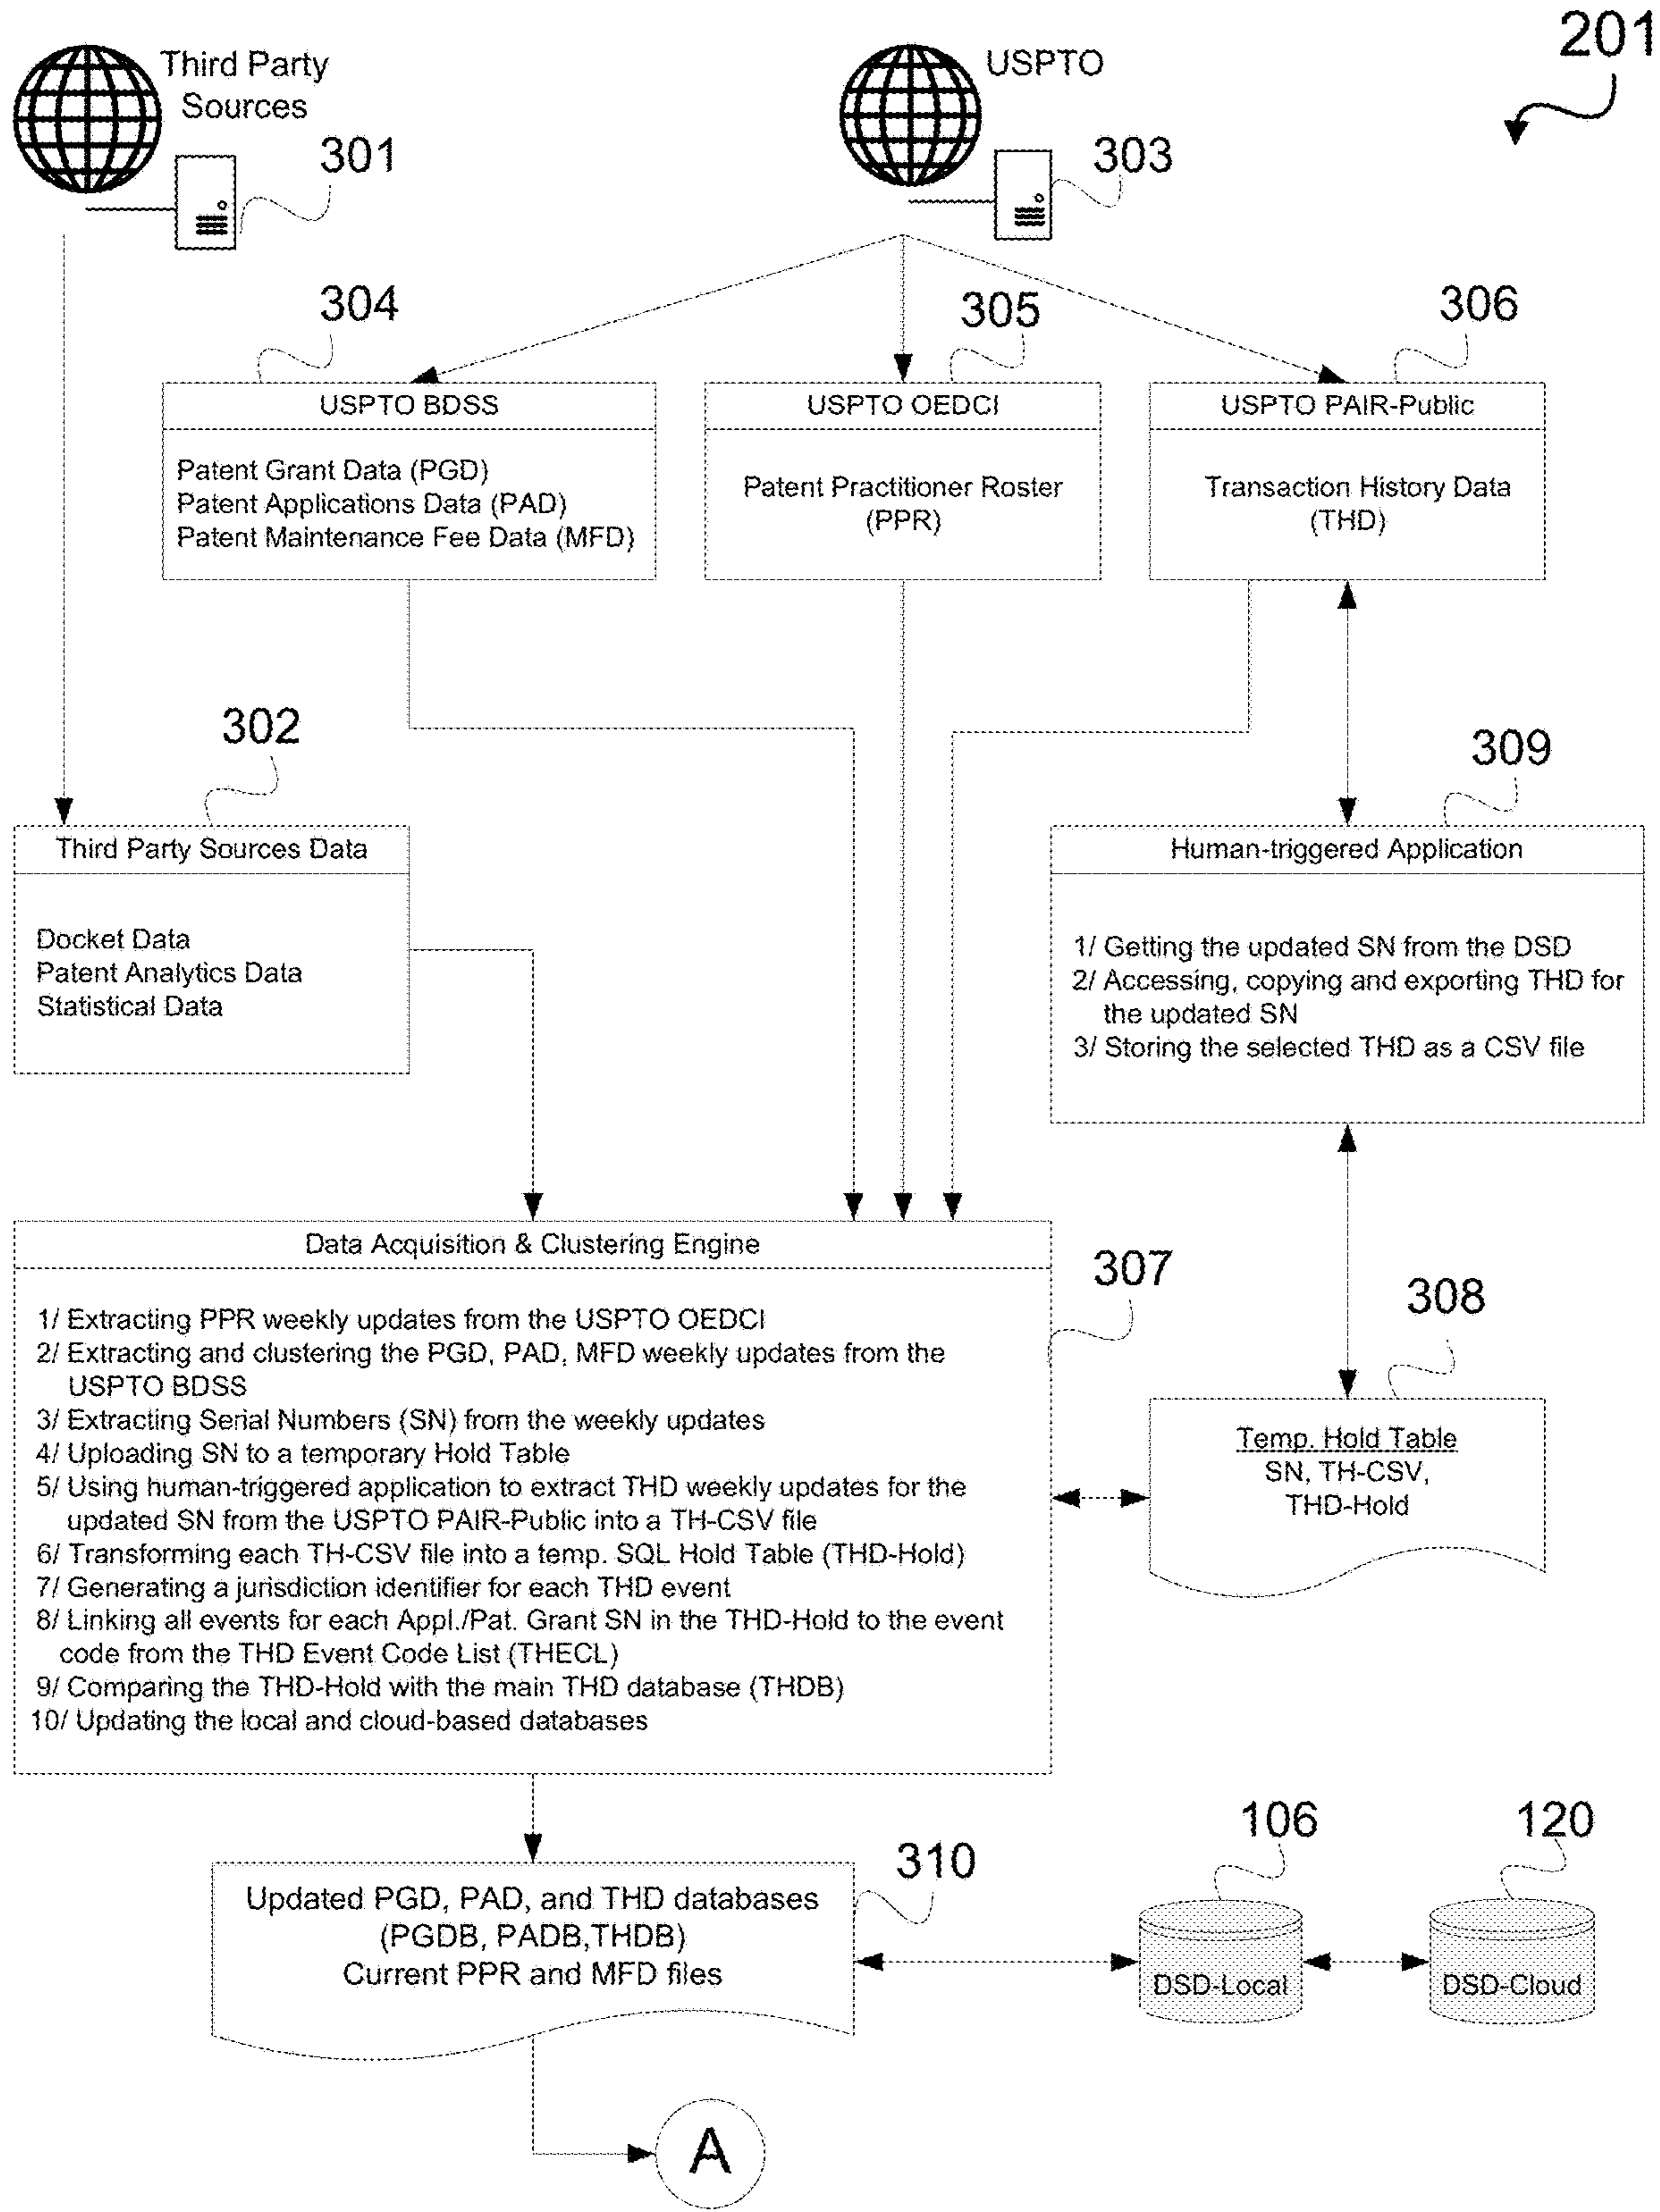 201
Third Party
Sources
301
USPTO
303
304
305
306
USPTO BDSS
Patent Grant Data (PGD)
Patent Applications Data (PAD)
Patent Maintenance Fee Data (MFD)
USPTO OEDCI
Patent Practitioner Roster
(PPR)
USPTO PAIR-Public
Transaction History Data
(THD)
302
309
Third Party Sources Data
Docket Data
Patent Analytics Data
Statistical Data
Human-triggered Application
1/ Getting the updated SN from the DSD
2/ Accessing, copying and exporting THD for
the updated SN
3/ Storing the selected THD as a CSV file
Data Acquisition & Clustering Engine
307
1/ Extracting PPR weekly updates from the USPTO OEDCI
2/ Extracting and clustering the PGD, PAD, MFD weekly updates from the
USPTO BDSS
3/ Extracting Serial Numbers (SN) from the weekly updates
4/ Uploading SN to a temporary Hold Table
5/ Using human-triggered application to extract THD weekly updates for the
updated SN from the USPTO PAIR-Public into a TH-CSV file
6/ Transforming each TH-CSV file into a temp. SQL Hold Table (THD-Hold)
7/ Generating a jurisdiction identifier for each THD event
8/ Linking all events for each Appl./Pat. Grant SN in the THD-Hold to the event
code from the THD Event Code List (THECL)
9/ Comparing the THD-Hold with the main THD database (THDB)
10/ Updating the local and cloud-based databases
308
Temp. Hold Table
SN, TH-CSV,
THD-Hold
310
Updated PGD, PAD, and THD databases
(PGDB, PADB,THDB)
Current PPR and MFD files
106
DSD-Local
120
DSD-Cloud
A